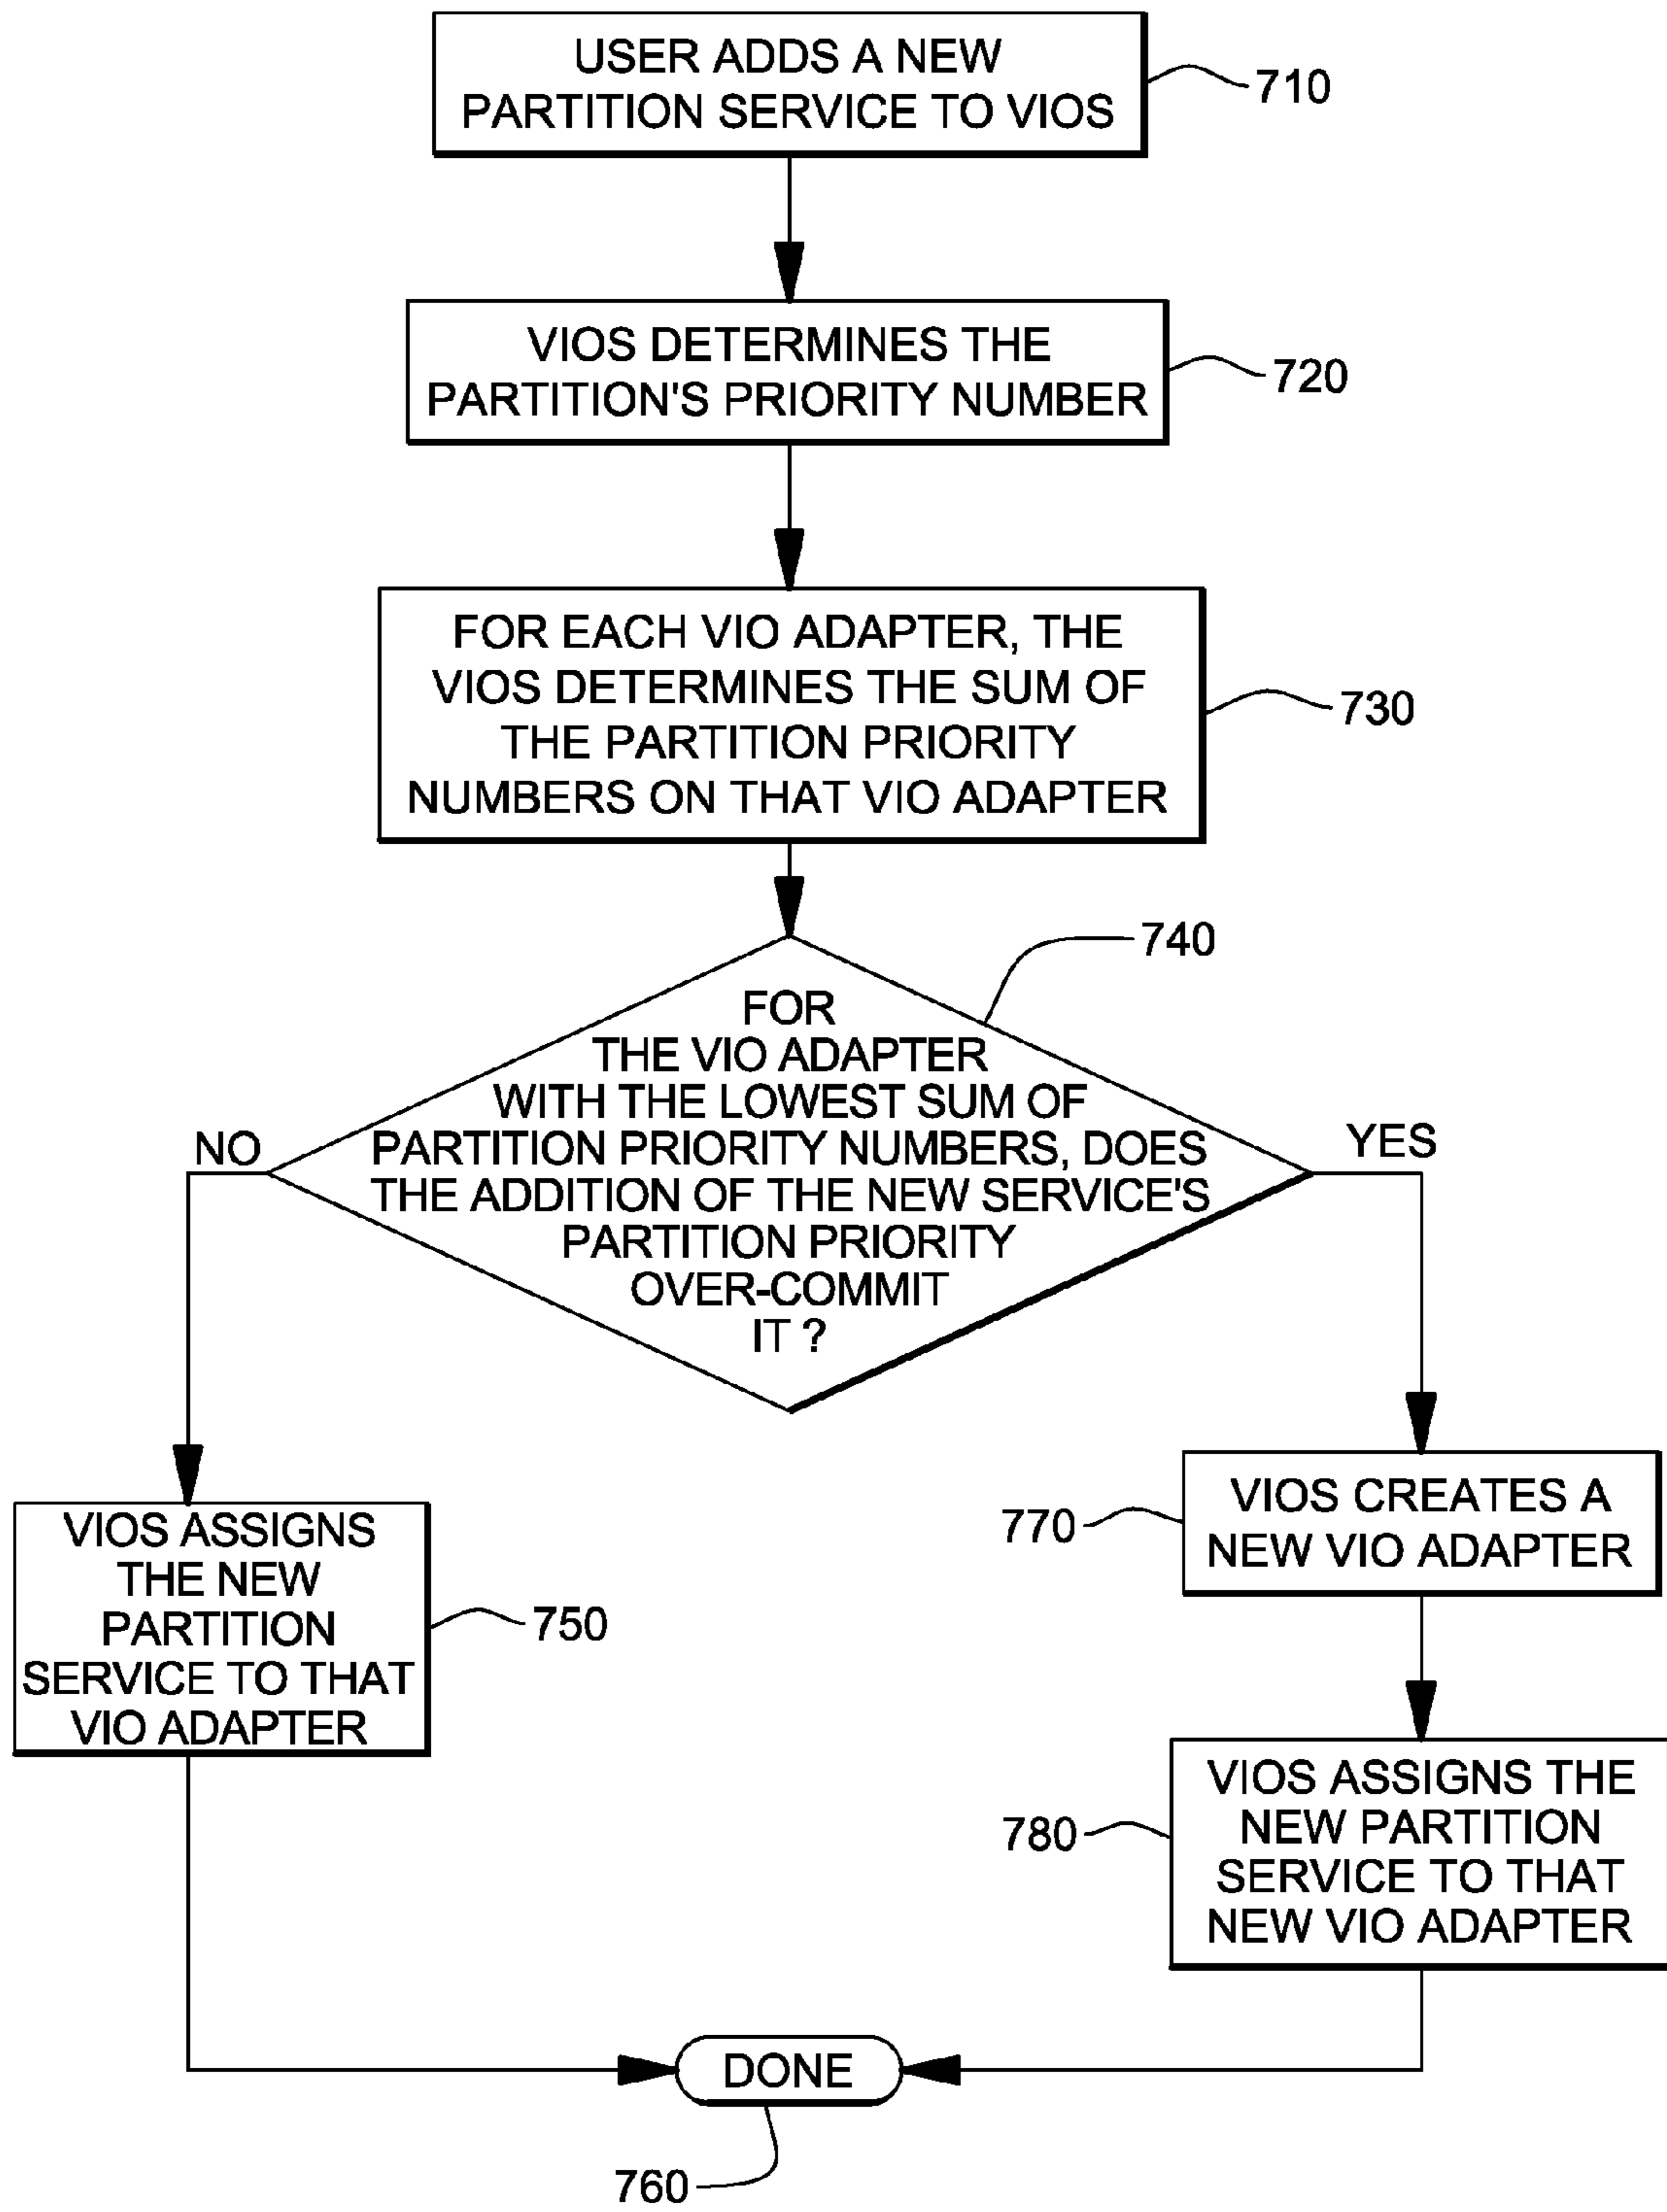 USER ADDS A NEW
PARTITION SERVICE TO VIOS
710
VIOS DETERMINES THE
PARTITION'S PRIORITY NUMBER
720
FOR EACH VIO ADAPTER, THE
VIOS DETERMINES THE SUM OF
THE PARTITION PRIORITY
NUMBERS ON THAT VIO ADAPTER
730
740
FOR
THE VIO ADAPTER
WITH THE LOWEST SUM OF
PARTITION PRIORITY NUMBERS, DOES
THE ADDITION OF THE NEW SERVICE'S
PARTITION PRIORITY
OVER-COMMIT
IT ?
NO
YES
VIOS ASSIGNS
THE NEW
PARTITION
SERVICE TO THAT
VIO ADAPTER
750
VIOS CREATES A
NEW VIO ADAPTER
770
VIOS ASSIGNS THE
NEW PARTITION
SERVICE TO THAT
NEW VIO ADAPTER
780
DONE
760